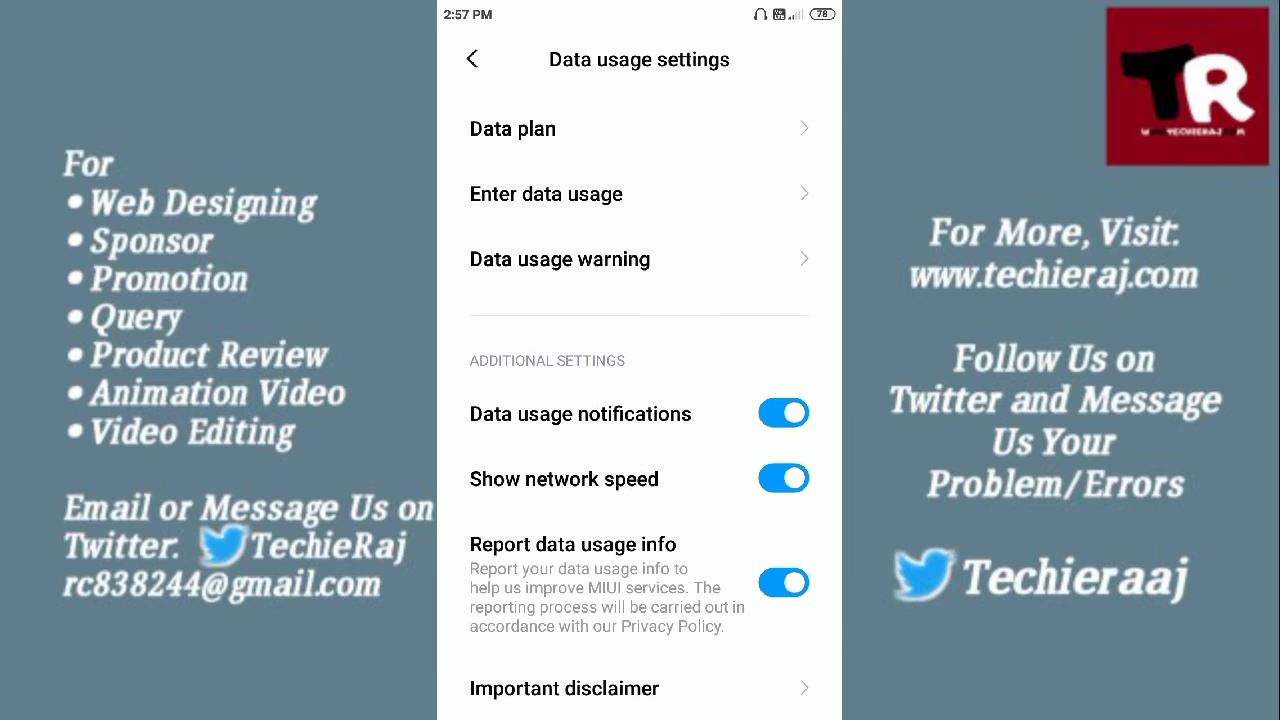 For
• Web Designing
• Sponsor
• Promotion
• Query
• Product Review
• Animation Video
• Video Editing
Email or Message Us on
Twitter. TechieRaj
rc838244@gmail.com
2:57 PM
78
Data usage settings
Data plan
Enter data usage
Data usage warning
ADDITIONAL SETTINGS
Data usage notifications
Show network speed
Report data usage info
Report your data usage info to
help us improve MIUI services. The
reporting process will be carried out in
accordance with our Privacy Policy.
Important disclaimer
TR
For More, Visit:
www.techieraj.com
Follow Us on
Twitter and Message
Us Your
Problem/Errors
Techieraaj